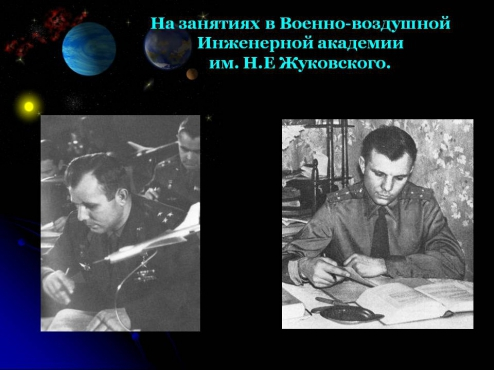 На занятиях в Военно-воздушной
Инженерной академии
им. Н.Е Жуковского.